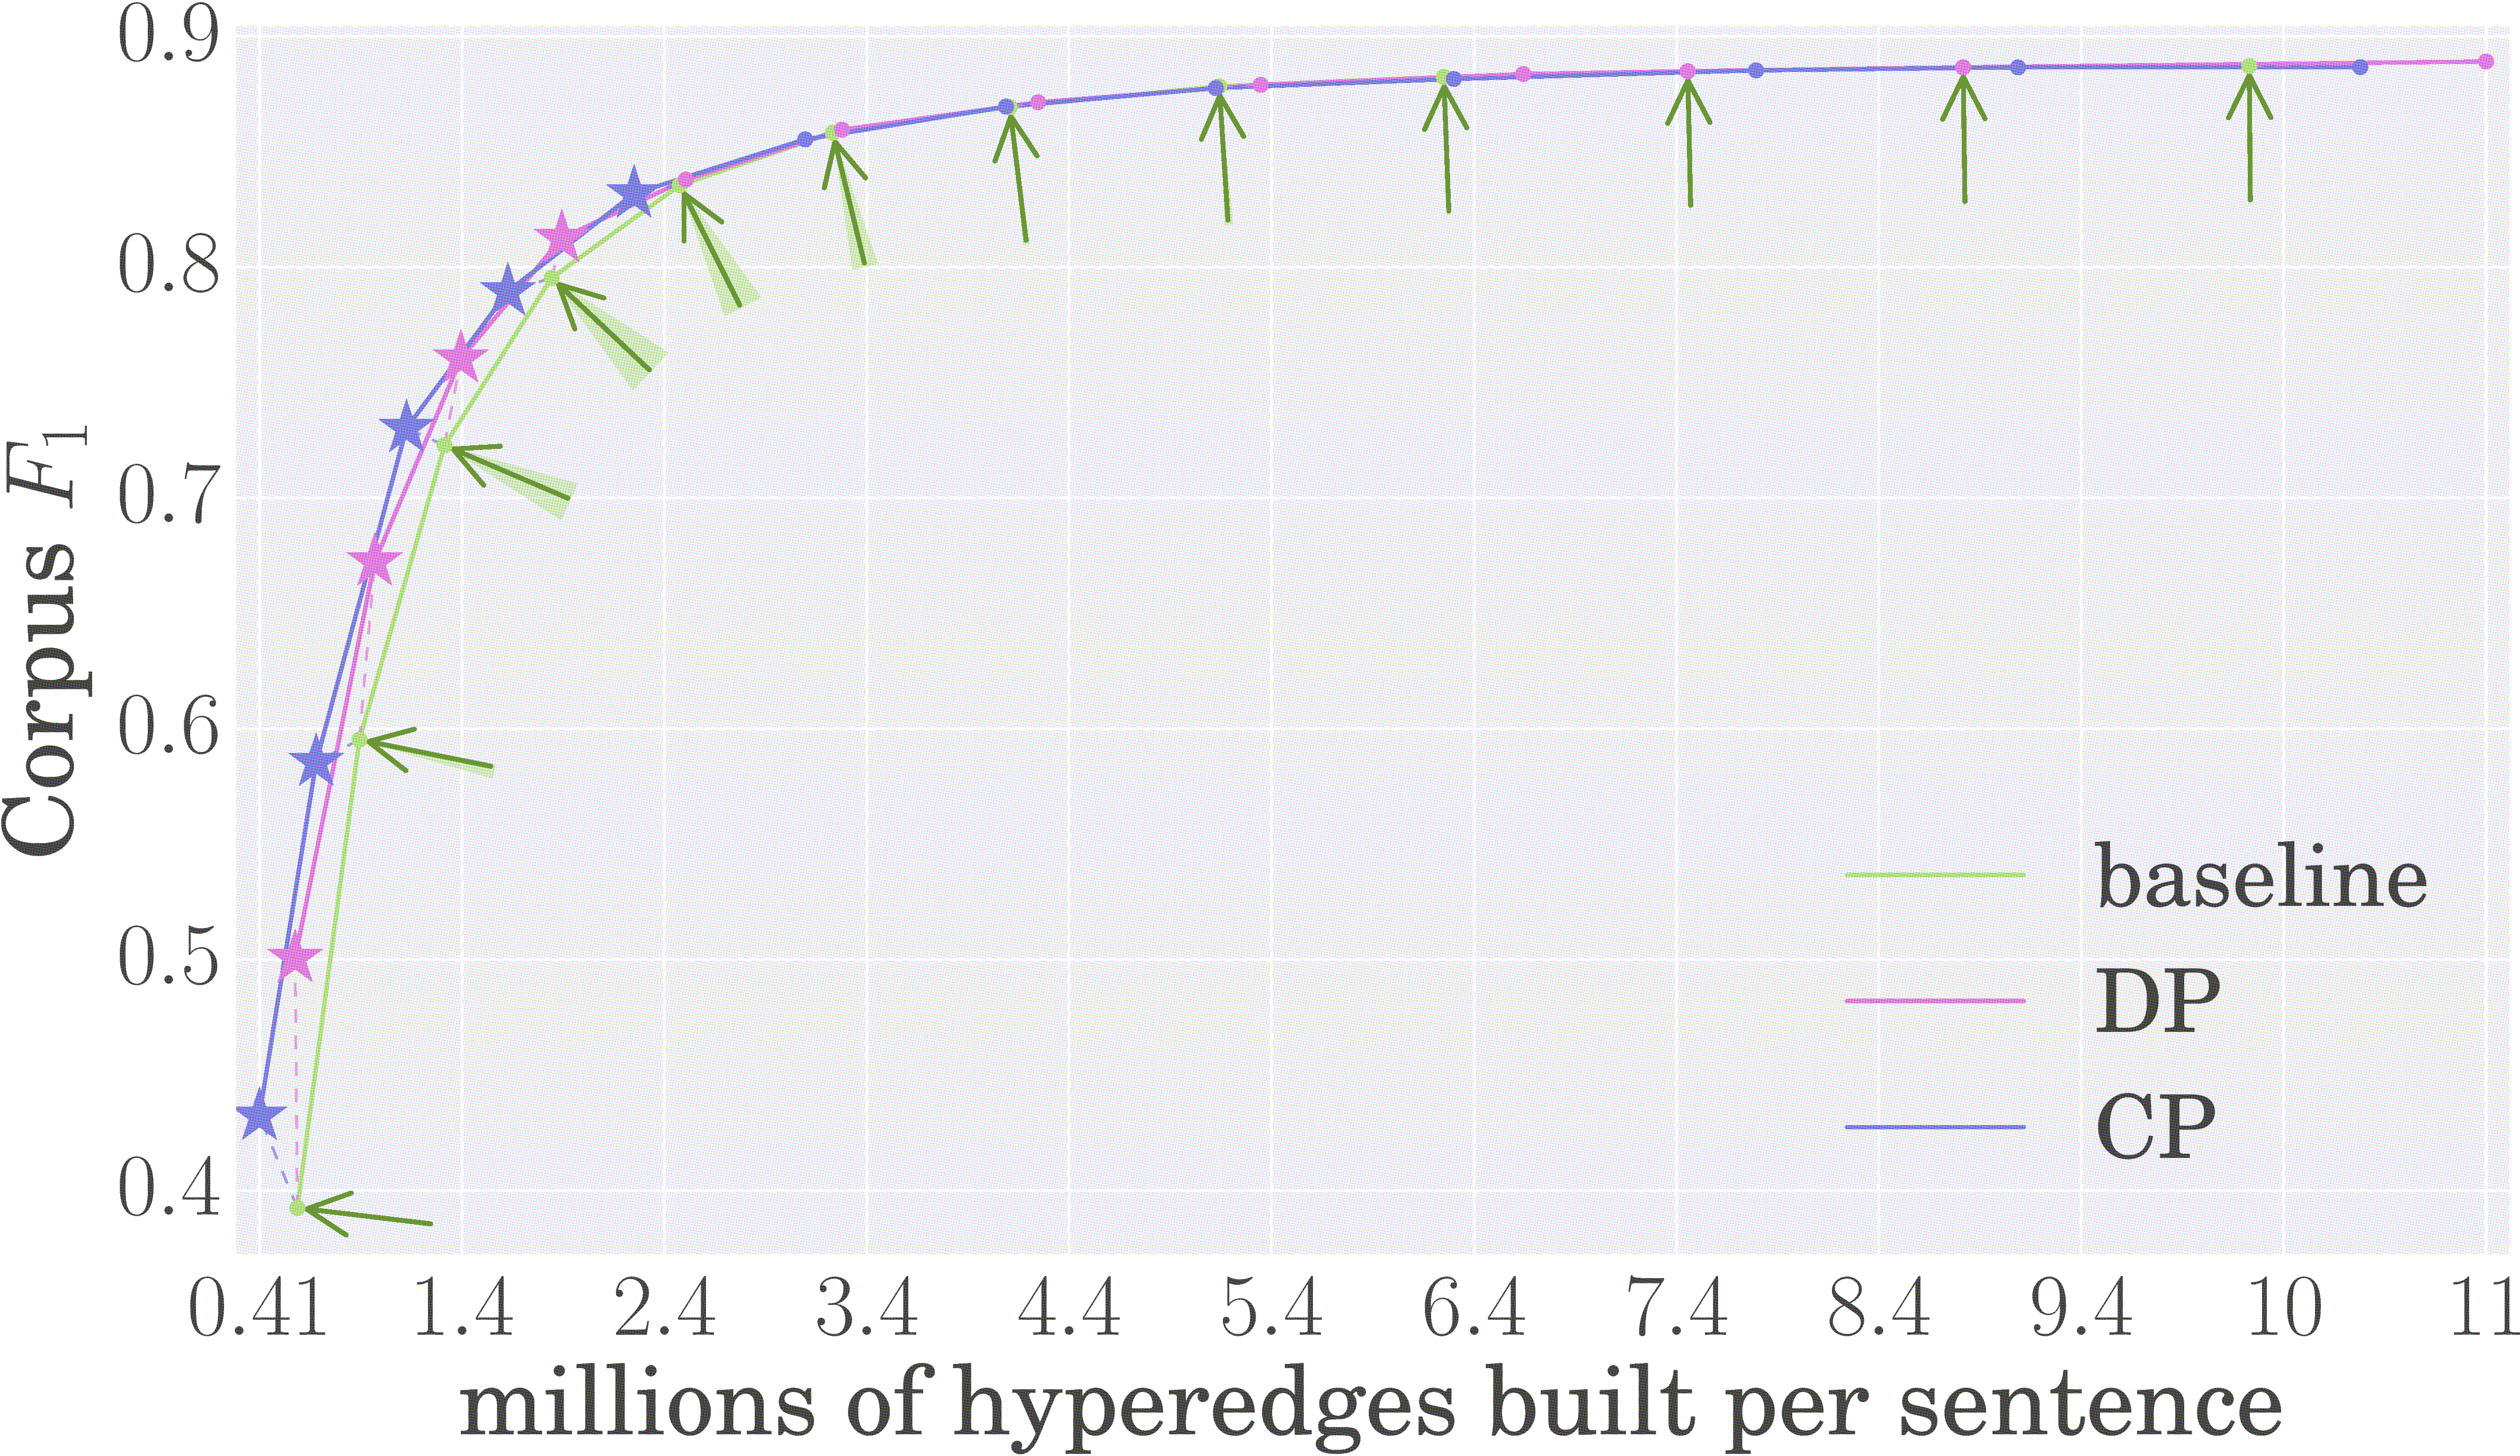 0.9
0.8
0.7
0.6
0.5
0.4
Corpus F1
baseline
DP
CP
0.41 1.4 2.4 3.4 4.4 5.4 6.4 7.4 8.4 9.4 10 11
millions of hyperedges built per sentence